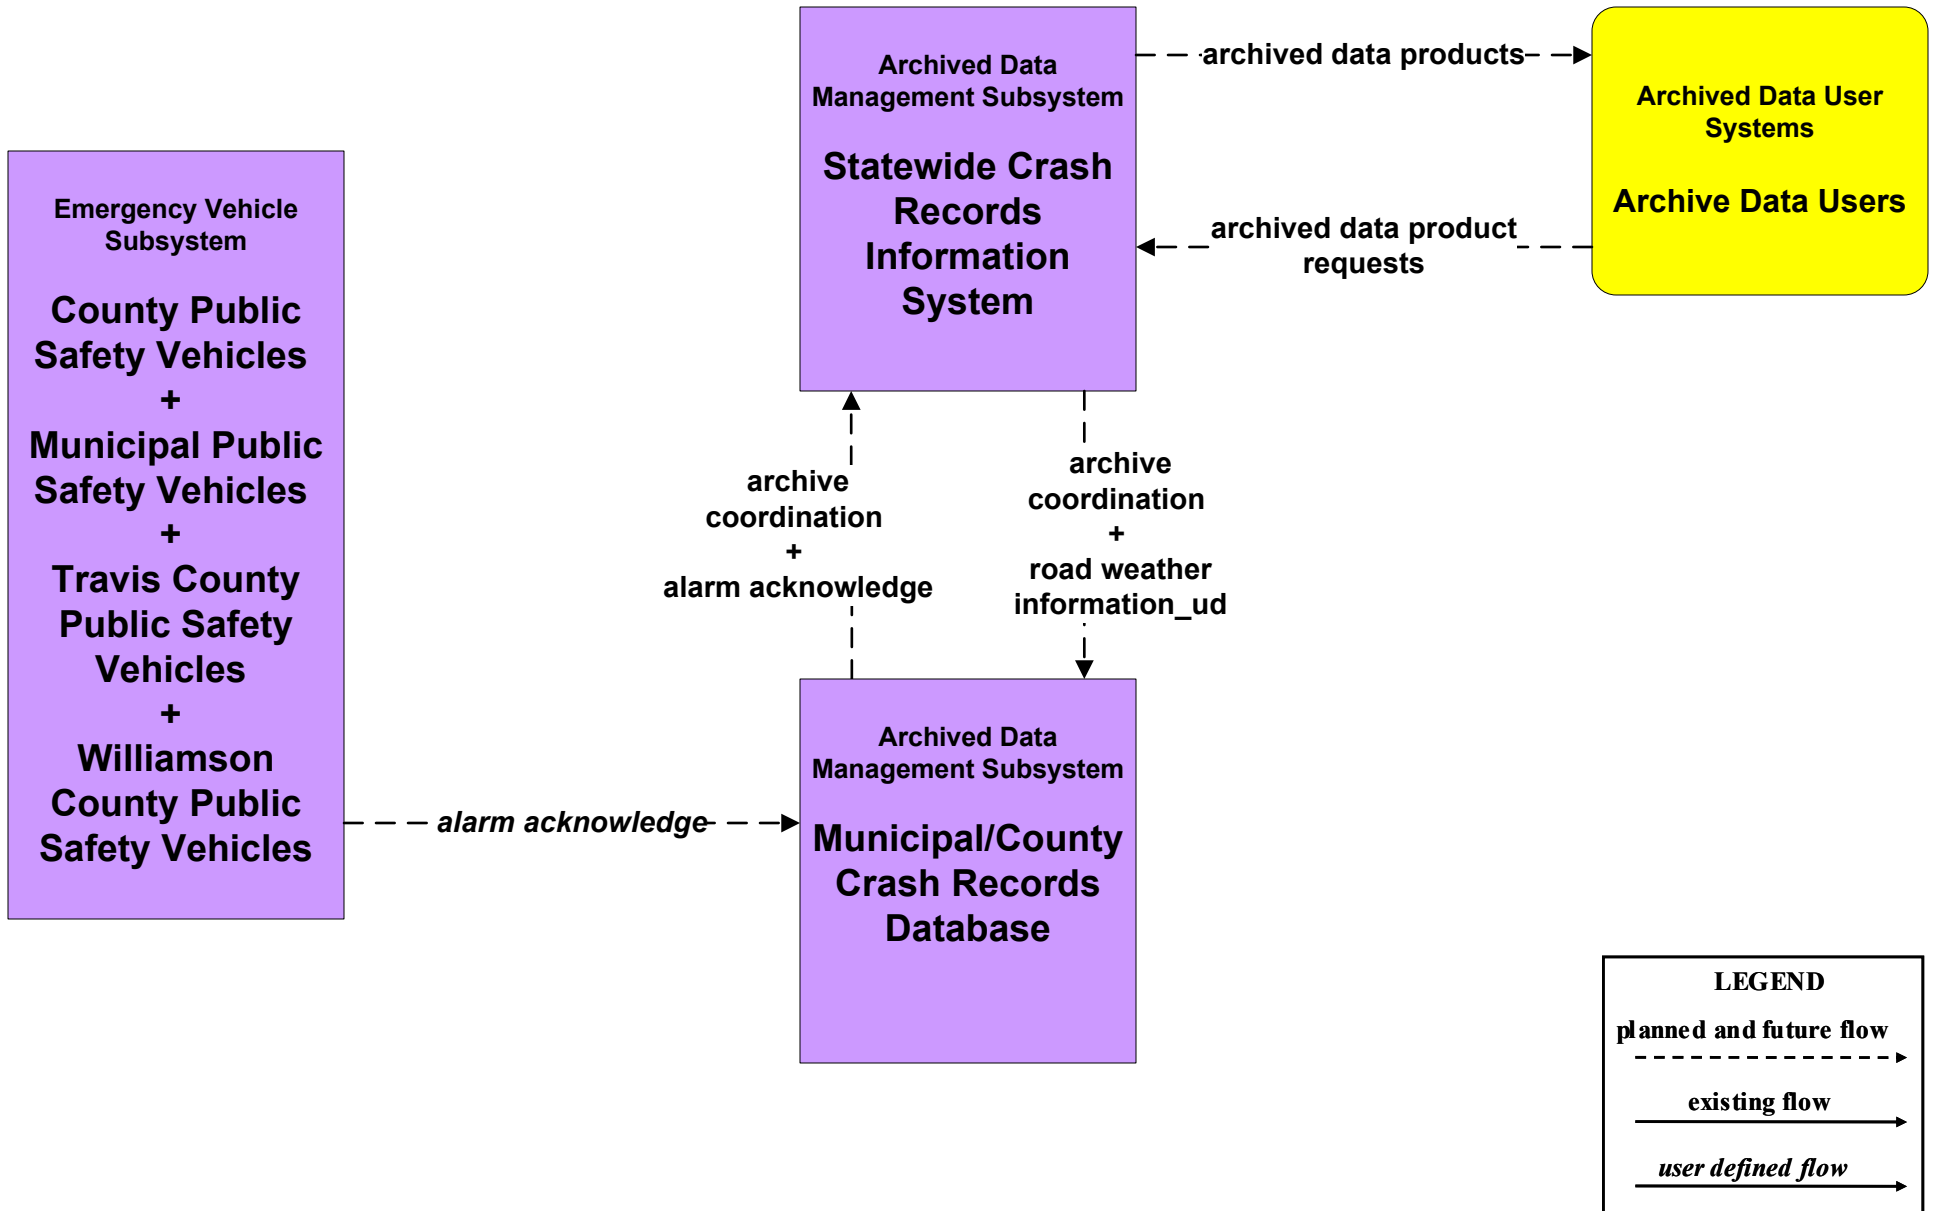 Emergency Vehicle
Subsystem
County Public
Safety Vehicles
+
Municipal Public
Safety Vehicles
+
Travis County
Public Safety
Vehicles
+
Williamson
County Public
Safety Vehicles
Archived Data
Management Subsystem
Statewide Crash
Records
Information
System
archived data products
Archived Data User
Systems
Archive Data Users
archived data product
requests
archive
coordination
+
alarm acknowledge
archive
coordination
+
road weather
information_ud
alarm acknowledge
Archived Data
Management Subsystem
Municipal/County
Crash Records
Database
LEGEND
planned and future flow
existing flow
user defined flow